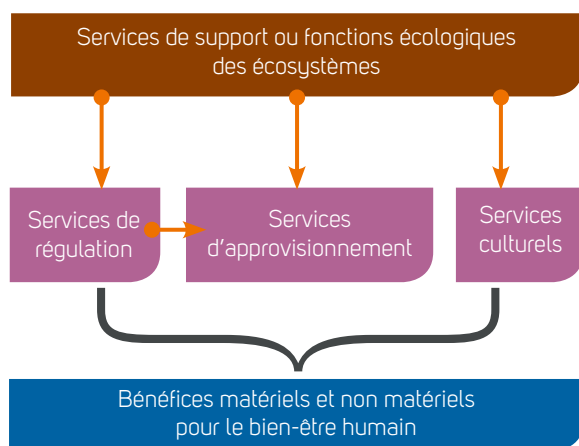 Services de support ou fonctions écologiques
des écosystèmes
Services de
régulation
Services
d'approvisionnement
Services
culturels
Bénéfices matériels et non matériels
pour le bien-être humain